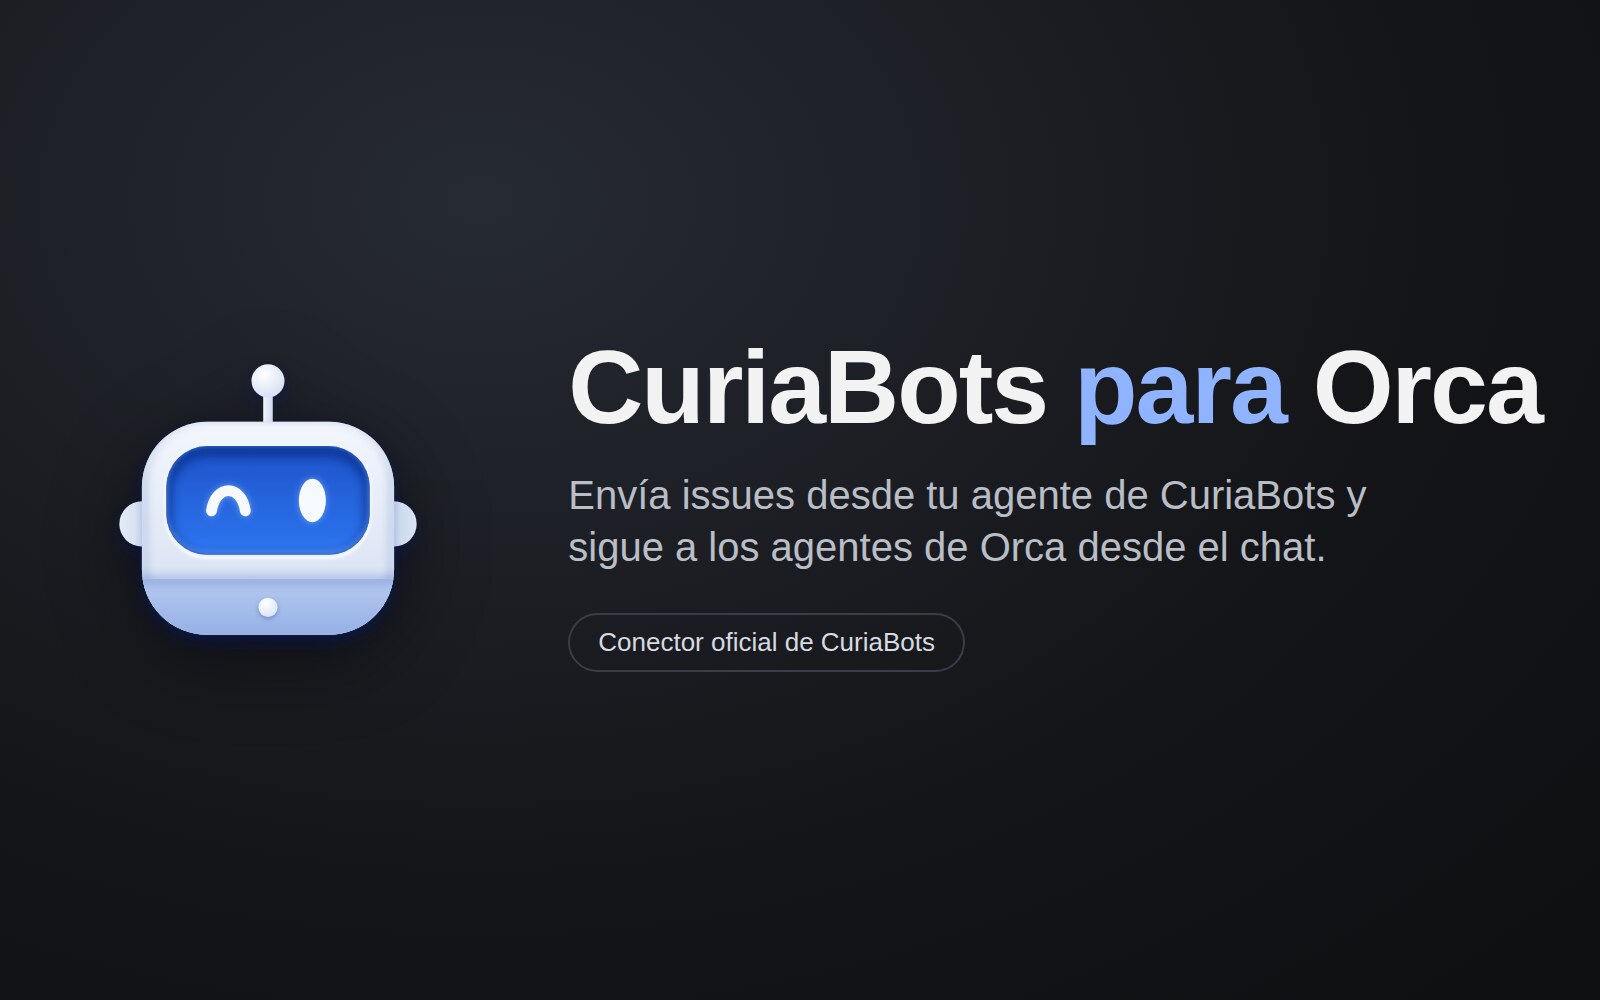 CuriaBots para Orca
Envía issues desde tu agente de CuriaBots y
sigue a los agentes de Orca desde el chat.
Conector oficial de CuriaBots